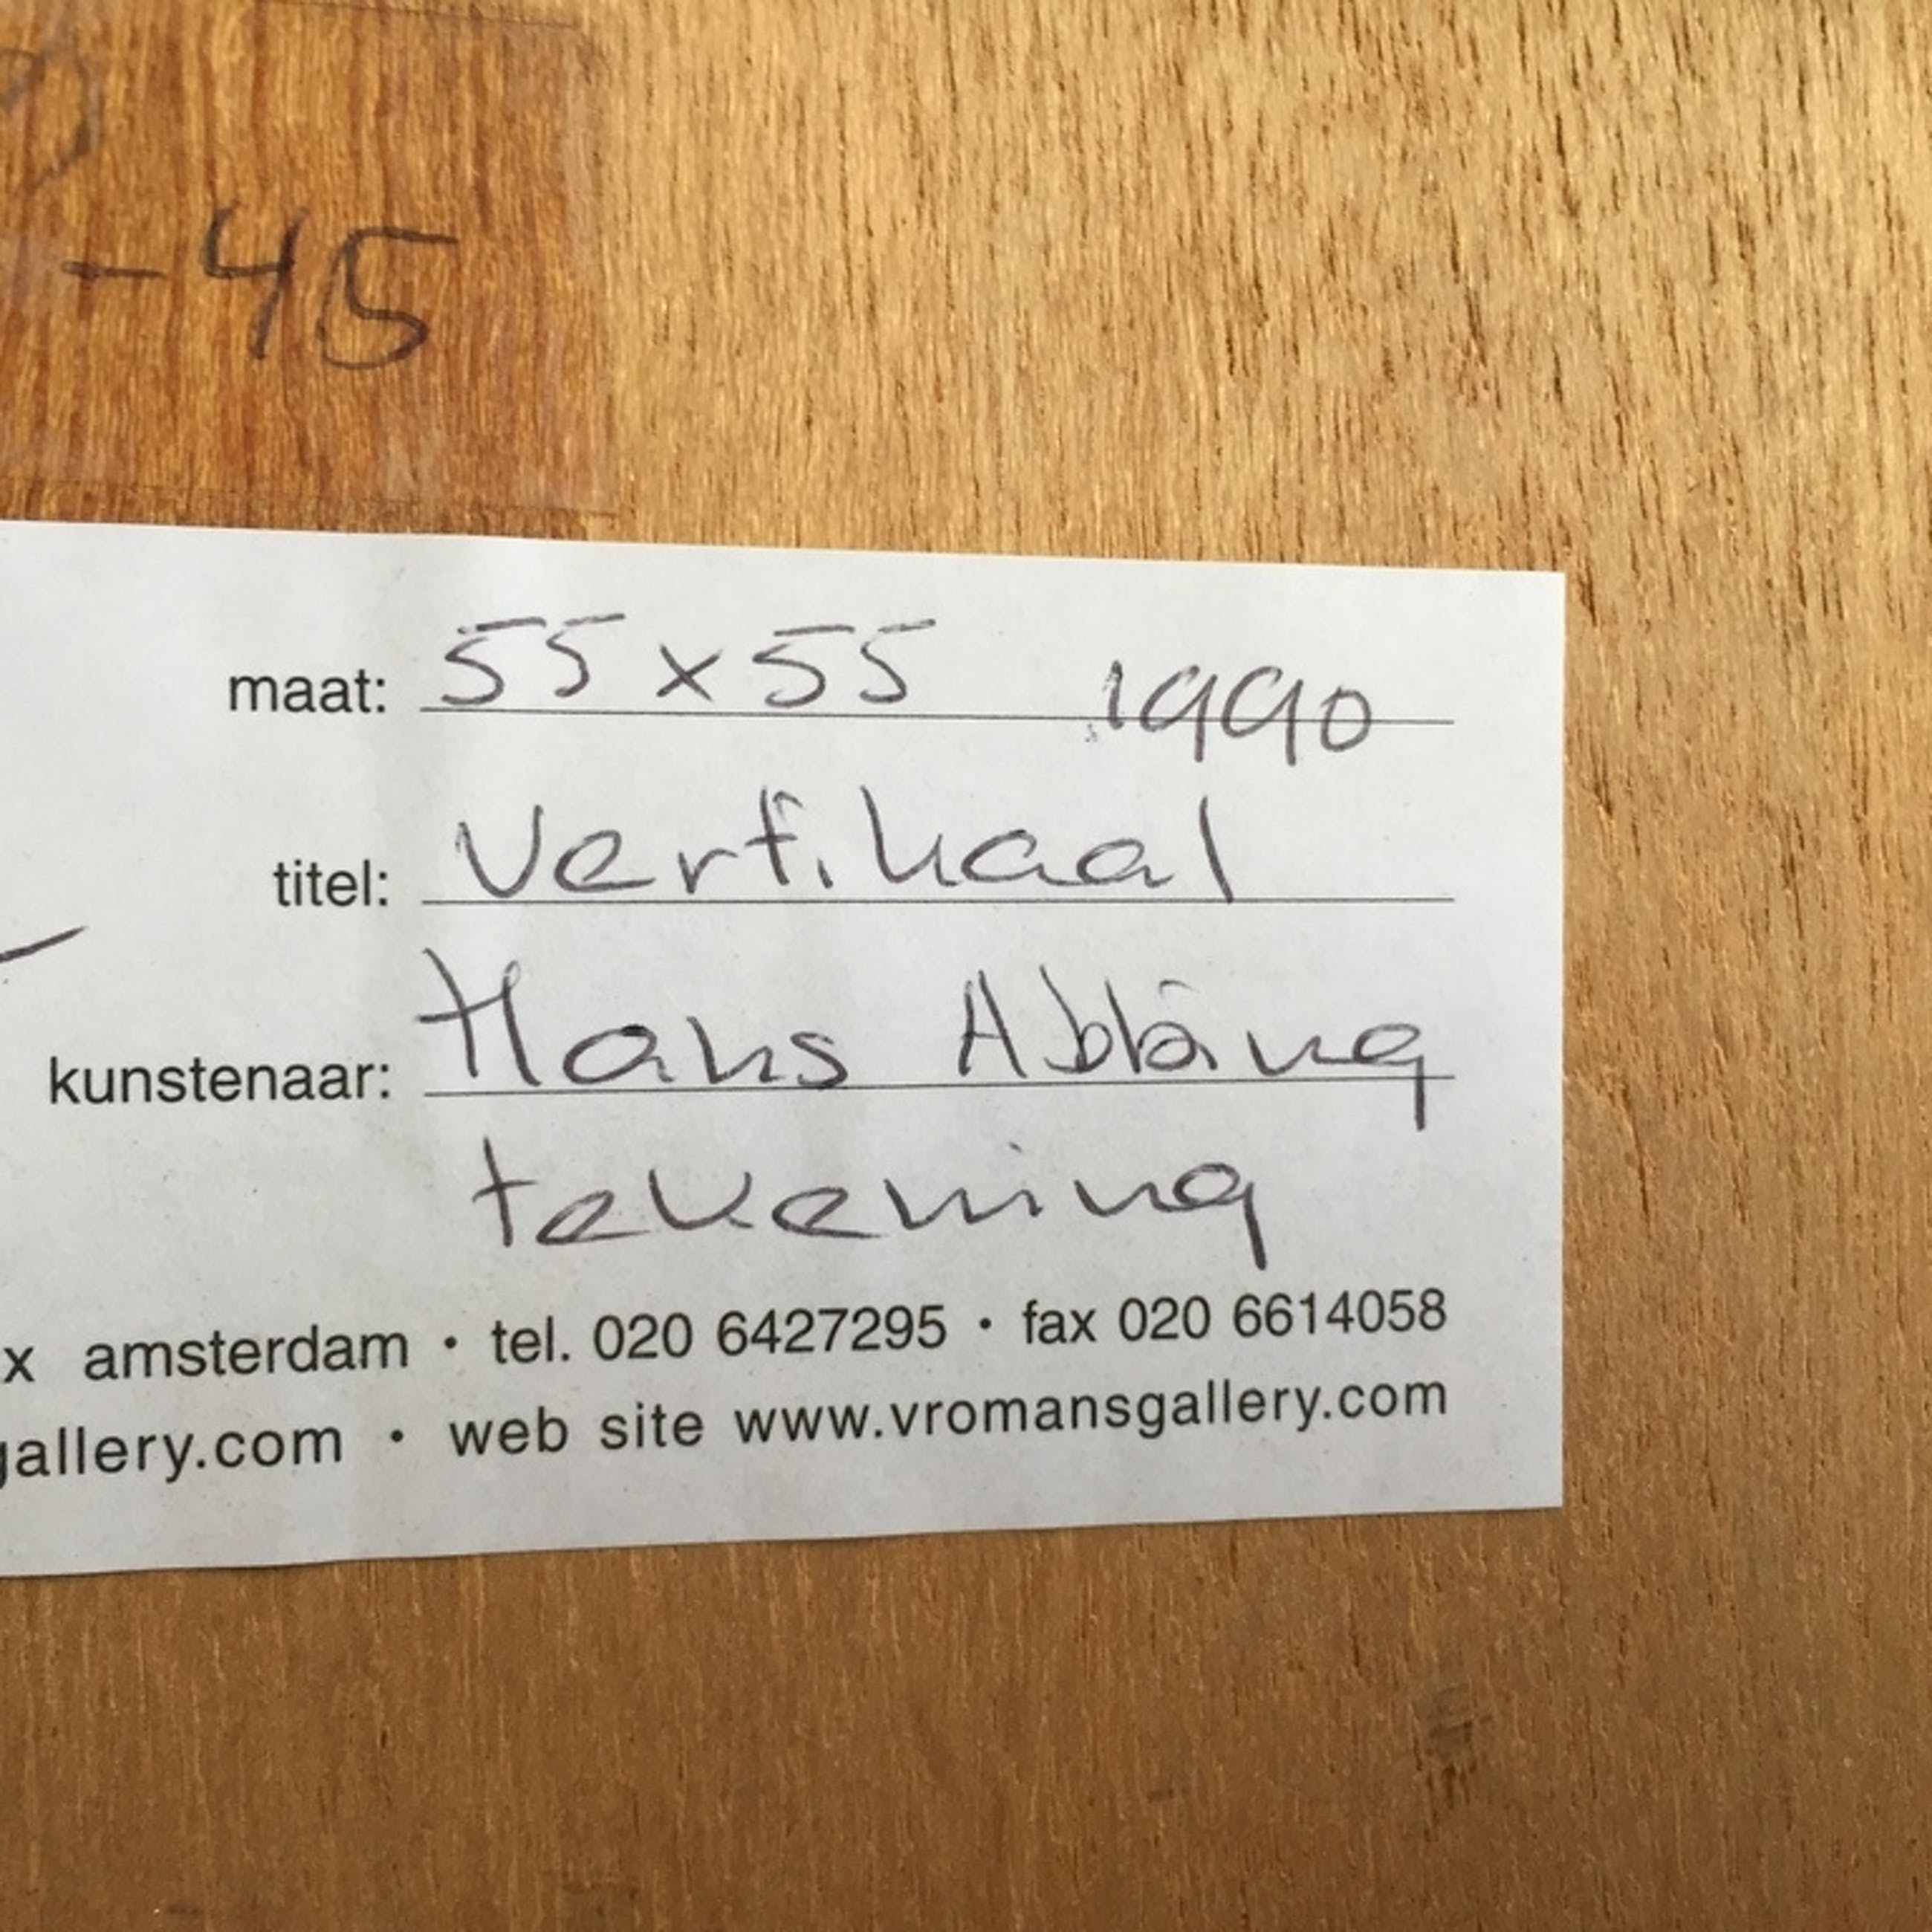 -45
maat: 55 x 55 1990
titel: Vertikaal
kunstenaar: Hans Abbing
tekening
x amsterdam · tel. 020 6427295 · fax 020 6614058
gallery.com · web site www.vromansgallery.com